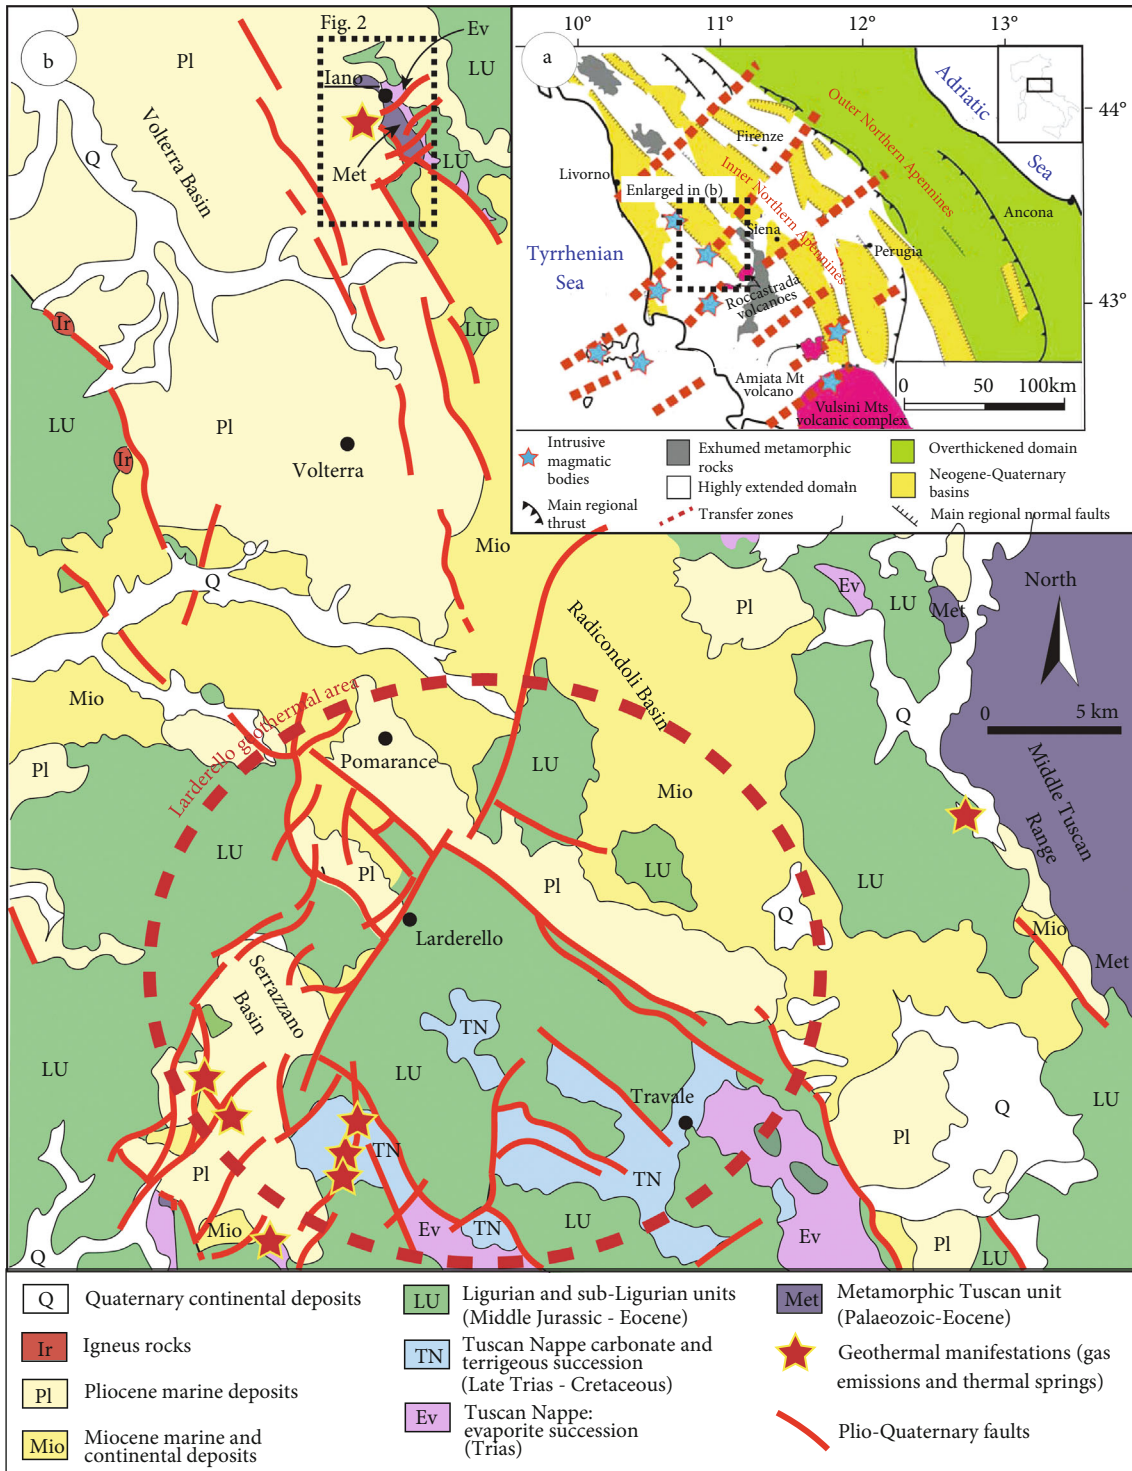 b
Fig. 2
Ev
Pl
LU
Iano
Q
Volterra Basin
Met
LU
Ir
LU
LU
Pl
Volterra
Ir
Mio
Q
a
10°
11°
12°
13°
44°
43°
Adriatic
Sea
Outer Northern Apennines
Firenze
Livorno
Inner Northern Apennines
Enlarged in (b)
Ancona
Siena
Perugia
Tyrrhenian
Sea
Roccastrada
volcanoes
Amiata Mt
volcano
0 50 100km
Vulsini Mts
volcanic complex
Intrusive
magmatic
bodies
Exhumed metamorphic
rocks
Overthickened domain
Highly extended domain
Neogene-Quaternary
basins
Main regional
thrust
Transfer zones
Main regional normal faults
Pl
Ev
LU
Met
North
Radicondoli Basin
Mio
Larderello geothermal area
Q
0 5 km
Pl
Pomarance
LU
Mio
Middle Tuscan
Range
LU
Pl
Pl
LU
LU
Q
Larderello
Mio
Met
Serrazzano
Basin
TN
LU
LU
Travale
LU
Q
TN
Pl
Pl
TN
Mio
Ev
TN
LU
Ev
Pl
LU
Q
Q Quaternary continental deposits
Ir Igneus rocks
Pl Pliocene marine deposits
Mio Miocene marine and
continental deposits
LU Ligurian and sub-Ligurian units
(Middle Jurassic - Eocene)
TN Tuscan Nappe carbonate and
terrigeous succession
(Late Trias - Cretaceous)
Ev Tuscan Nappe:
evaporite succession
(Trias)
Met Metamorphic Tuscan unit
(Palaeozoic-Eocene)
Geothermal manifestations (gas
emissions and thermal springs)
Plio-Quaternary faults